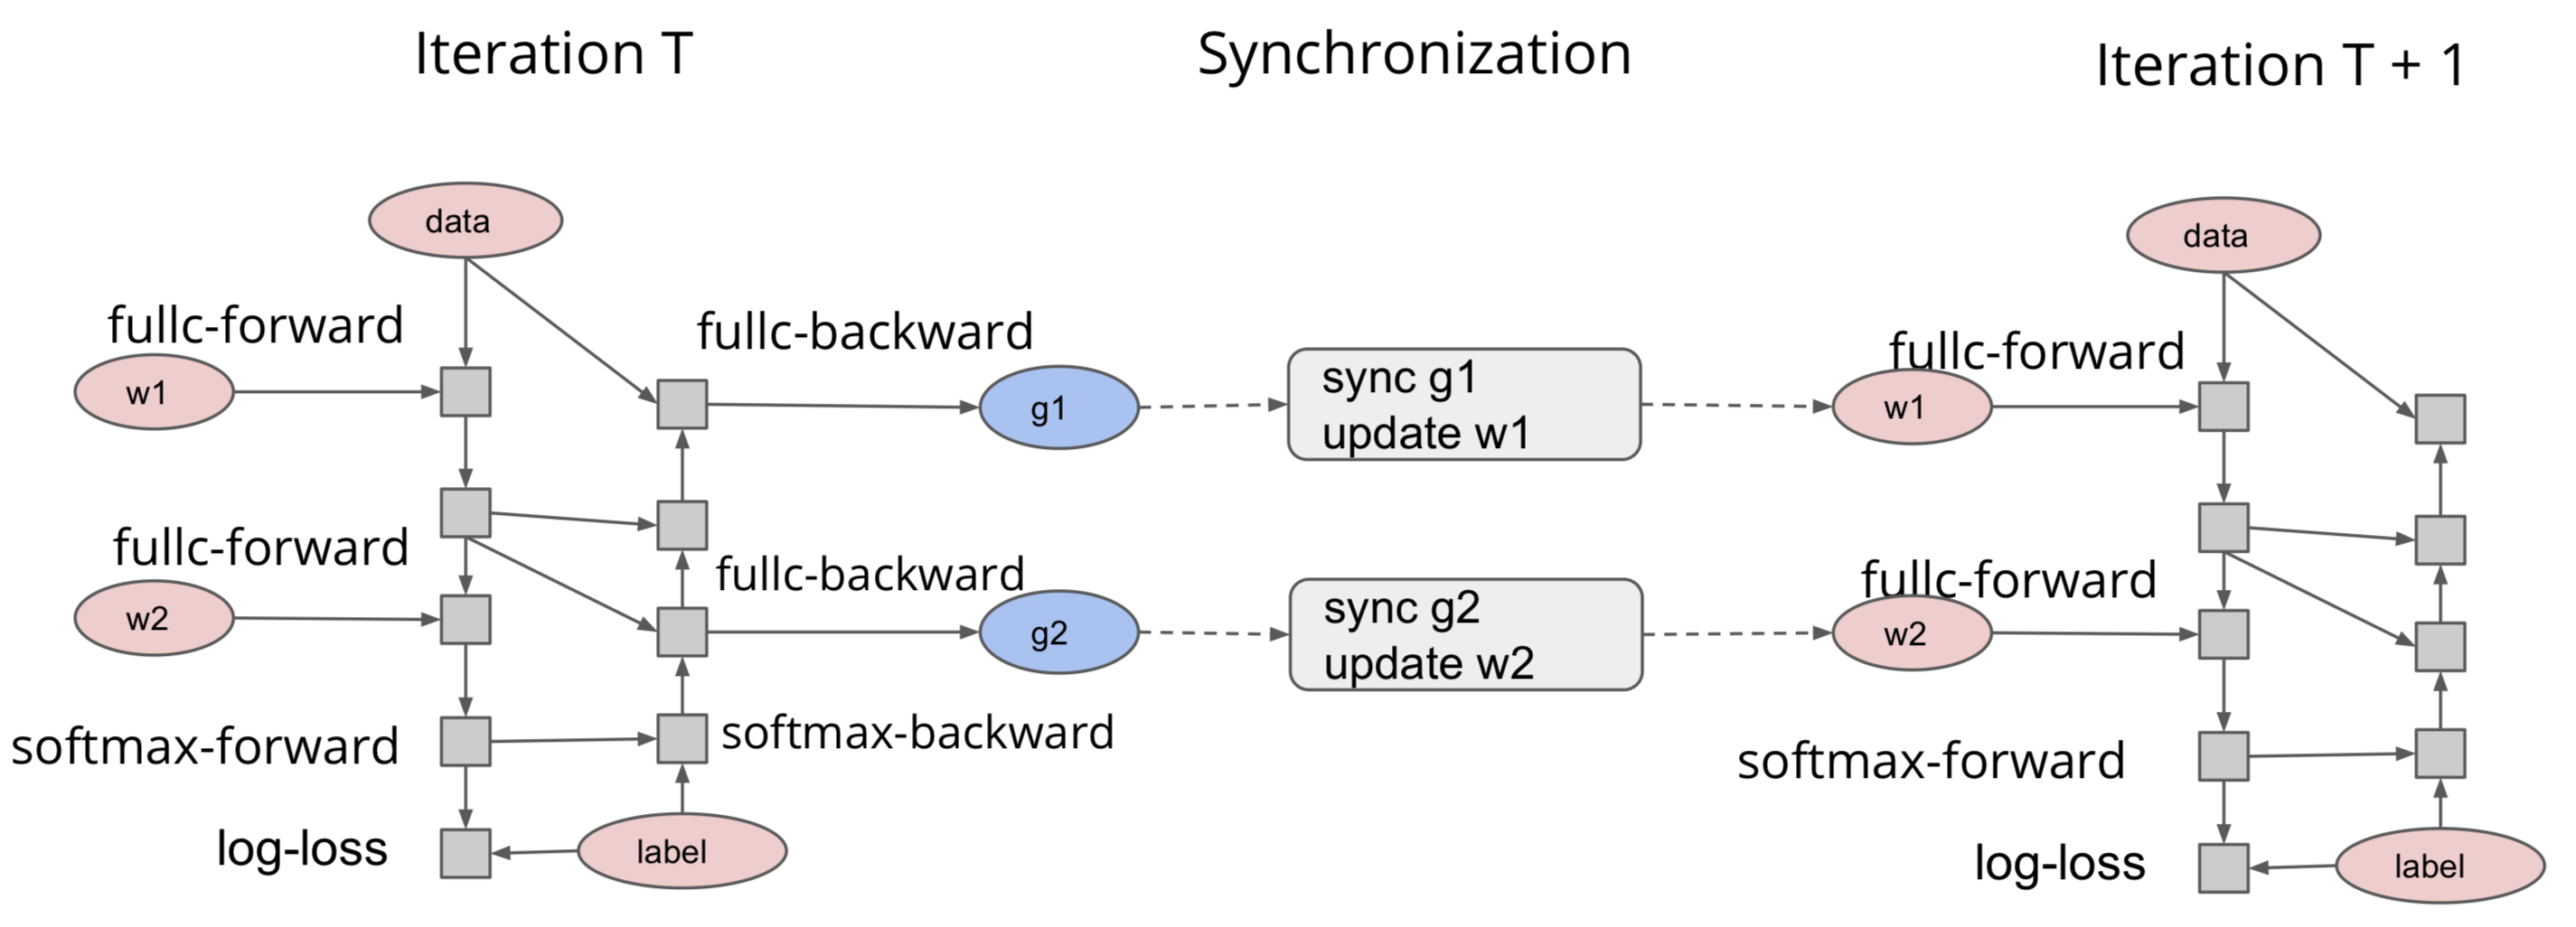 Iteration T
Synchronization
Iteration T + 1
data
data
fullc-forward
fullc-backward
fullc-forward
w1
g1
sync g1
update w1
w1
fullc-forward
fullc-backward
fullc-forward
w2
g2
sync g2
update w2
w2
softmax-forward
softmax-backward
softmax-forward
log-loss
label
log-loss
label